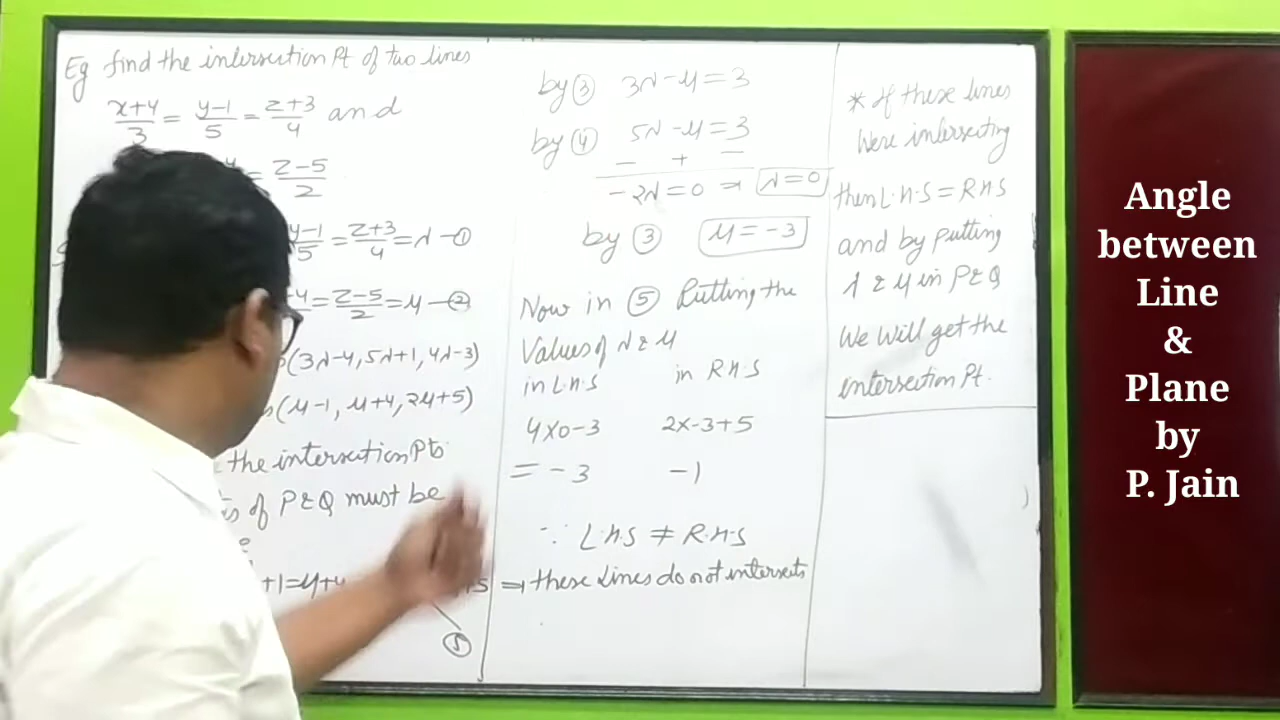 Eg find the intersection Pt of two lines
x+4/3 = y-1/5 = z+3/4 and
= z-5/2
y-1/5 = z+3/4 = λ -①
= z-5/2 = μ -②
(3λ-4, 5λ+1, 4λ-3)
(μ-1, μ+4, 2μ+5)
the intersection Pts
of P & Q must be
+1=μ+4
⑤
by ③ 3λ-μ=3
by ④ 5λ-μ=3
- + -
-2λ=0 ⇒ λ=0
by ③ μ=-3
Now in ⑤ Putting the
Values of λ & μ
in L.H.S in R.H.S
4×0-3 2×-3+5
= -3 -1
∵ L.H.S ≠ R.H.S
⇒ these lines do not intersects
* If these lines
Were intersecting
then L.H.S = R.H.S
and by putting
λ & μ in P & Q
We will get the
intersection Pt.
Angle
between
Line
&
Plane
by
P. Jain